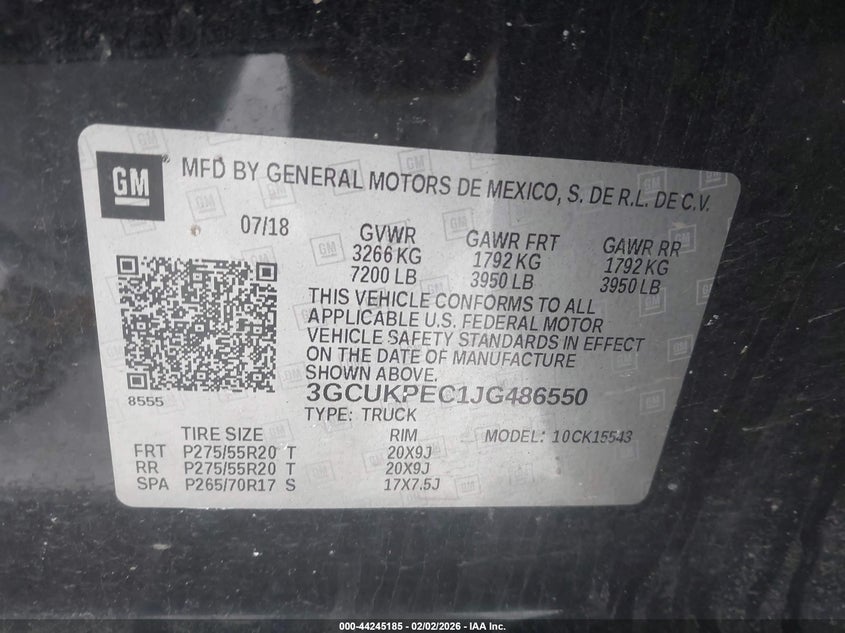 GM
MFD BY GENERAL MOTORS DE MEXICO, S. DE R.L. DE C.V.
07/18
GVWR
3266 KG
7200 LB
GAWR FRT
1792 KG
3950 LB
GAWR RR
1792 KG
3950 LB
THIS VEHICLE CONFORMS TO ALL
APPLICABLE U.S. FEDERAL MOTOR
VEHICLE SAFETY STANDARDS IN EFFECT
ON THE DATE OF MANUFACTURE
SHOWN ABOVE.
8555
3GCUKPEC1JG486550
TYPE: TRUCK
MODEL: 10CK15543
TIRE SIZE RIM
FRT P275/55R20 T 20X9J
RR P275/55R20 T 20X9J
SPA P265/70R17 S 17X7.5J
000-44245185 - 02/02/2026 - IAA Inc.